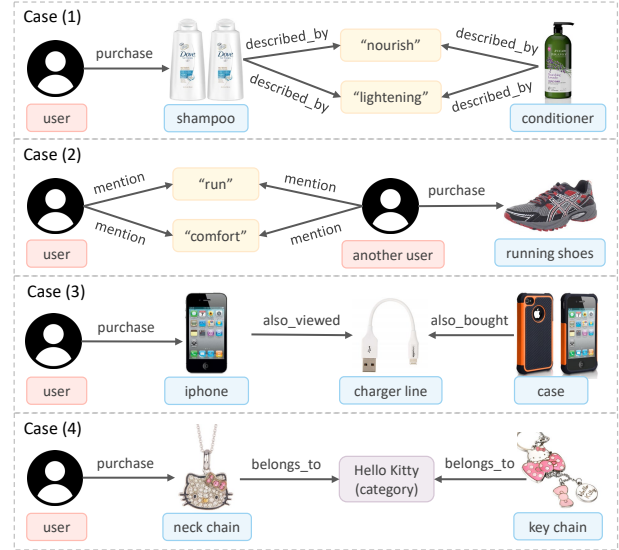 Case (1)
purchase
described_by
described_by
"nourish"
"lightening"
described_by
described_by
Dove
Dove
user
shampoo
conditioner
Case (2)
mention
mention
"run"
"comfort"
mention
mention
purchase
user
another user
running shoes
Case (3)
purchase
also_viewed
also_bought
user
iphone
charger line
case
Case (4)
purchase
belongs_to
Hello Kitty
(category)
belongs_to
user
neck chain
key chain